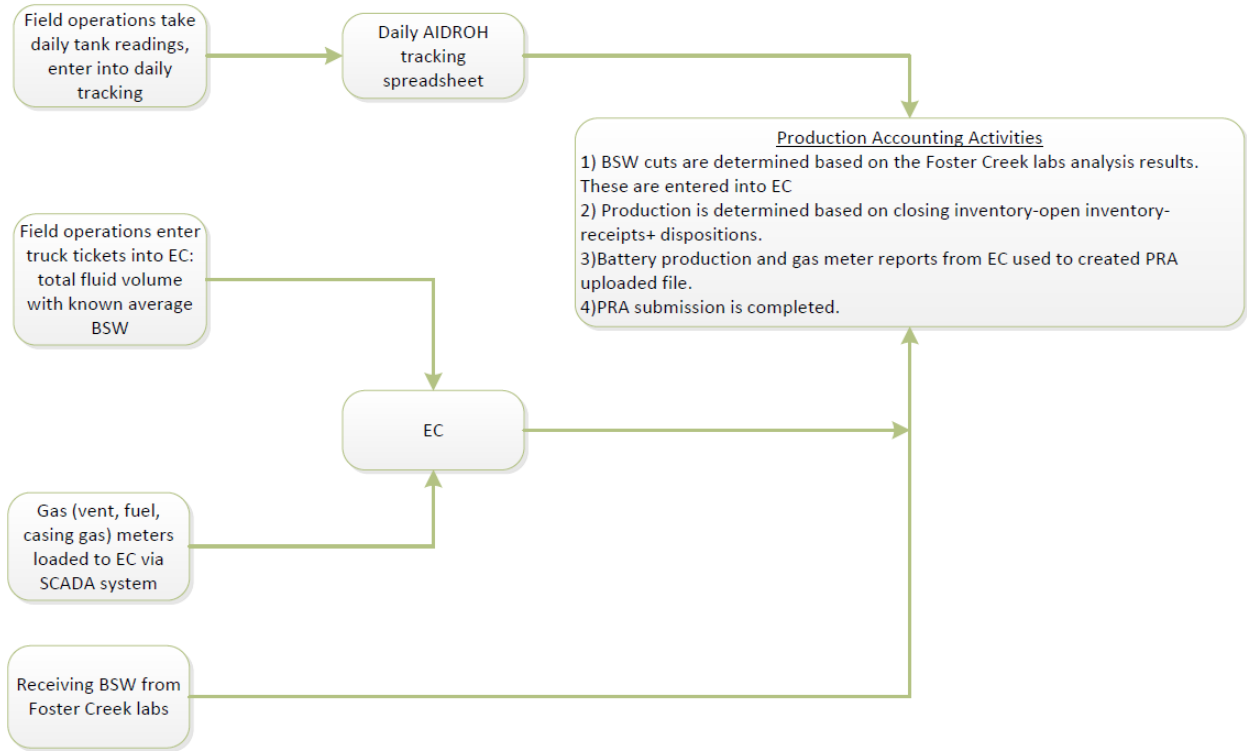 Field operations take
daily tank readings,
enter into daily
tracking
Daily AIDROH
tracking
spreadsheet
Production Accounting Activities
1) BSW cuts are determined based on the Foster Creek labs analysis results.
These are entered into EC
2) Production is determined based on closing inventory-open inventory-
receipts+ dispositions.
3)Battery production and gas meter reports from EC used to created PRA
uploaded file.
4)PRA submission is completed.
Field operations enter
truck tickets into EC:
total fluid volume
with known average
BSW
EC
Gas (vent, fuel,
casing gas) meters
loaded to EC via
SCADA system
Receiving BSW from
Foster Creek labs